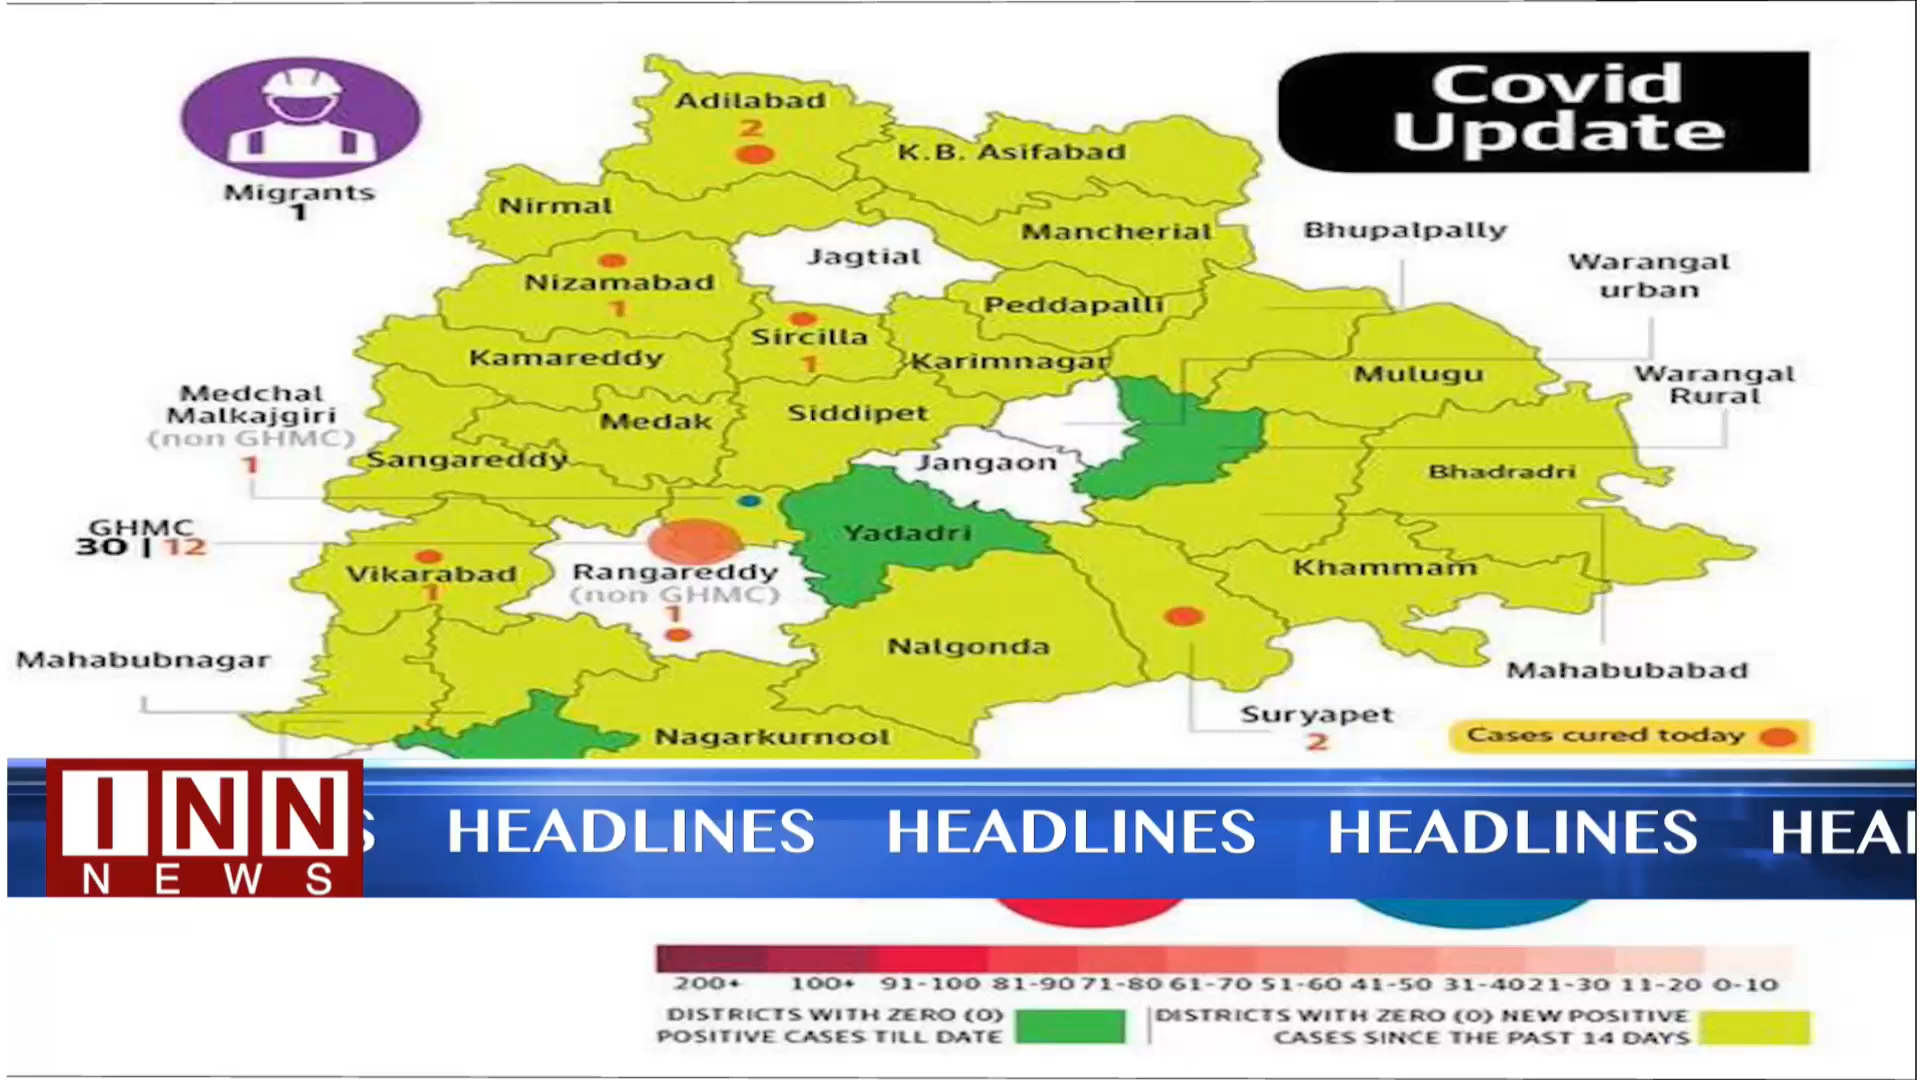 Covid
Update
Migrants
1
Adilabad
2
K.B. Asifabad
Nirmal
Mancherial
Bhupalpally
Jagtial
Warangal
urban
Nizamabad
1
Peddapalli
Sircilla
1
Kamareddy
Karimnagar
Mulugu
Warangal
Rural
Medchal
Malkajgiri
(non GHMC)
1
Medak
Siddipet
Sangareddy
Jangaon
Bhadradri
GHMC
30 | 12
Yadadri
Vikarabad
1
Rangareddy
(non GHMC)
1
Khammam
Nalgonda
Mahabubnagar
Mahabubabad
Suryapet
2
Nagarkurnool
Cases cured today
INN
NEWS
S HEADLINES HEADLINES HEADLINES HEA
200+ 100+ 91-100 81-90 71-80 61-70 51-60 41-50 31-40 21-30 11-20 0-10
DISTRICTS WITH ZERO (0)
POSITIVE CASES TILL DATE
DISTRICTS WITH ZERO (0) NEW POSITIVE
CASES SINCE THE PAST 14 DAYS